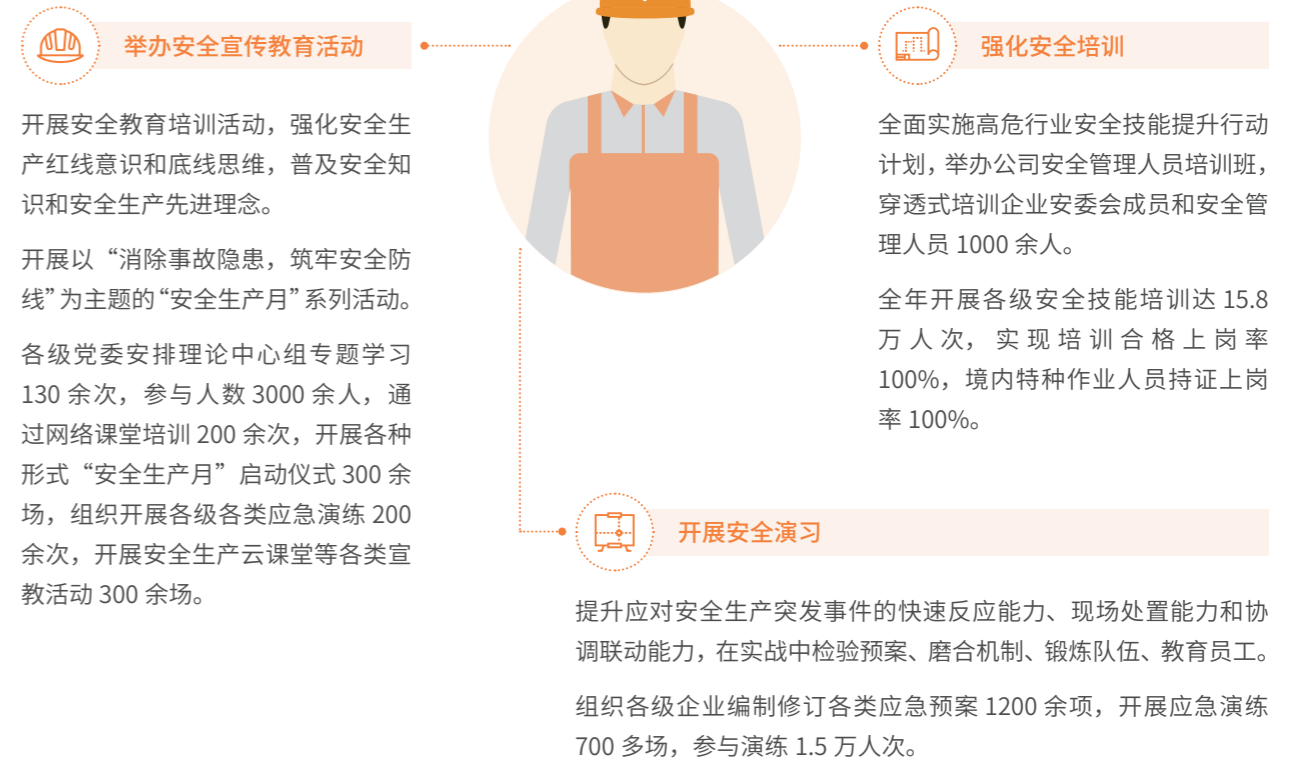 举办安全宣传教育活动
开展安全教育培训活动，强化安全生
产红线意识和底线思维，普及安全知
识和安全生产先进理念。
开展以“消除事故隐患，筑牢安全防
线”为主题的“安全生产月”系列活动。
各级党委安排理论中心组专题学习
130 余次，参与人数 3000 余人，通
过网络课堂培训 200 余次，开展各种
形式“安全生产月”启动仪式 300 余
场，组织开展各级各类应急演练 200
余次，开展安全生产云课堂等各类宣
教活动 300 余场。
强化安全培训
全面实施高危行业安全技能提升行动
计划，举办公司安全管理人员培训班，
穿透式培训企业安委会成员和安全管
理人员 1000 余人。
全年开展各级安全技能培训达 15.8
万人次，实现培训合格上岗率
100%，境内特种作业人员持证上岗
率 100%。
开展安全演习
提升应对安全生产突发事件的快速反应能力、现场处置能力和协
调联动能力，在实战中检验预案、磨合机制、锻炼队伍、教育员工。
组织各级企业编制修订各类应急预案 1200 余项，开展应急演练
700 多场，参与演练 1.5 万人次。